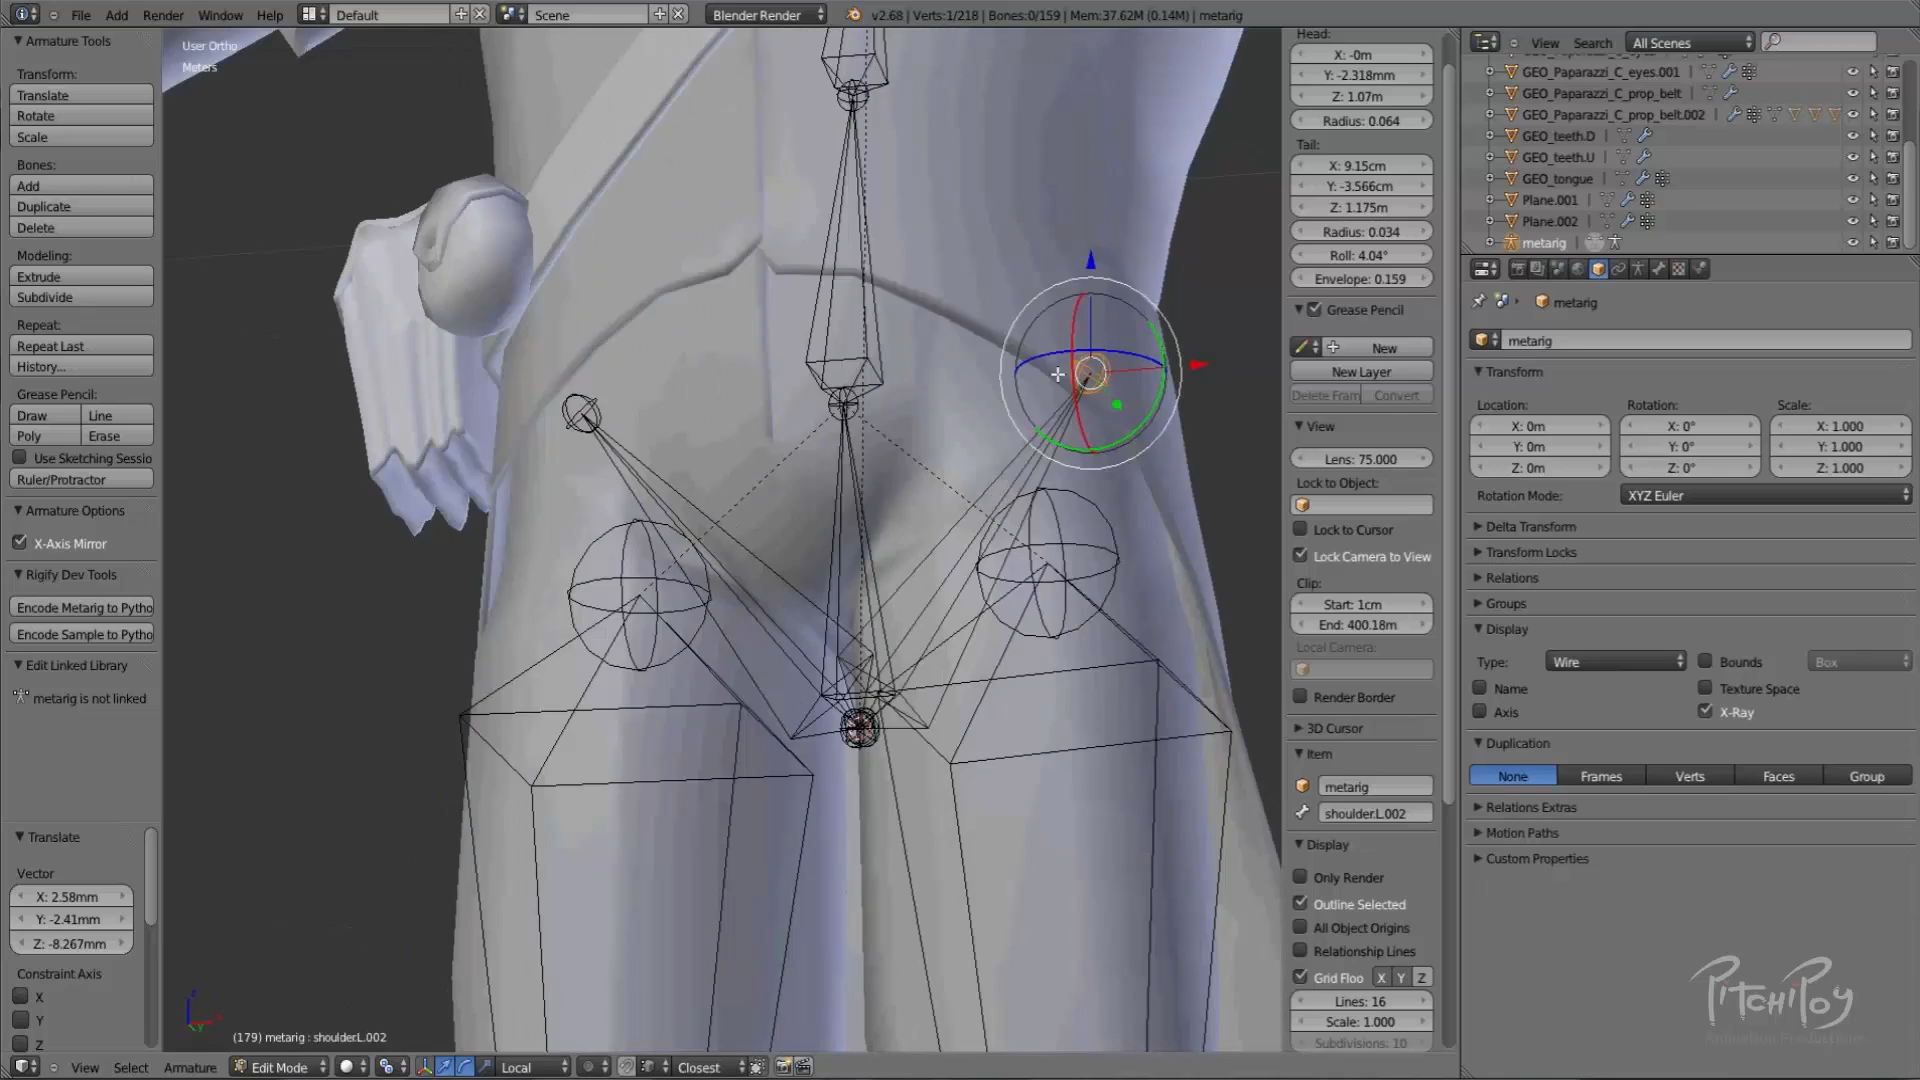 File Add Render Window Help Default Scene Blender Render v2.68 | Verts:1/218 | Bones:0/159 | Mem:37.62M (0.14M) | metarig
Armature Tools
Transform:
Translate
Rotate
Scale
Bones:
Add
Duplicate
Delete
Modeling:
Extrude
Subdivide
Repeat:
Repeat Last
History...
Grease Pencil:
Draw Line
Poly Erase
Use Sketching Sessio
Ruler/Protractor
Armature Options
X-Axis Mirror
Rigify Dev Tools
Encode Metarig to Pytho
Encode Sample to Pytho
Edit Linked Library
metarig is not linked
Translate
Vector
X: 2.58mm
Y: -2.41mm
Z: -8.267mm
Constraint Axis
X
Y
Z
User Ortho
Meters
(179) metarig : shoulder.L.002
View Select Armature Edit Mode Local Closest
Head:
X: -0m
Y: -2.318mm
Z: 1.07m
Radius: 0.064
Tail:
X: 9.15cm
Y: -3.566cm
Z: 1.175m
Radius: 0.034
Roll: 4.04°
Envelope: 0.159
Grease Pencil
New
New Layer
Delete Fram Convert
View
Lens: 75.000
Lock to Object:
Lock to Cursor
Lock Camera to View
Clip:
Start: 1cm
End: 400.18m
Local Camera:
Render Border
3D Cursor
Item
metarig
shoulder.L.002
Display
Only Render
Outline Selected
All Object Origins
Relationship Lines
Grid Floo X Y Z
Lines: 16
Scale: 1.000
Subdivisions: 10
View Search All Scenes
GEO_Paparazzi_C_eyes.001
GEO_Paparazzi_C_prop_belt
GEO_Paparazzi_C_prop_belt.002
GEO_teeth.D
GEO_teeth.U
GEO_tongue
Plane.001
Plane.002
metarig
metarig
metarig
Transform
Location: Rotation: Scale:
X: 0m X: 0° X: 1.000
Y: 0m Y: 0° Y: 1.000
Z: 0m Z: 0° Z: 1.000
Rotation Mode: XYZ Euler
Delta Transform
Transform Locks
Relations
Groups
Display
Type: Wire Bounds Box
Name Texture Space
Axis X-Ray
Duplication
None Frames Verts Faces Group
Relations Extras
Motion Paths
Custom Properties
PitchiPoy
Animation Productions